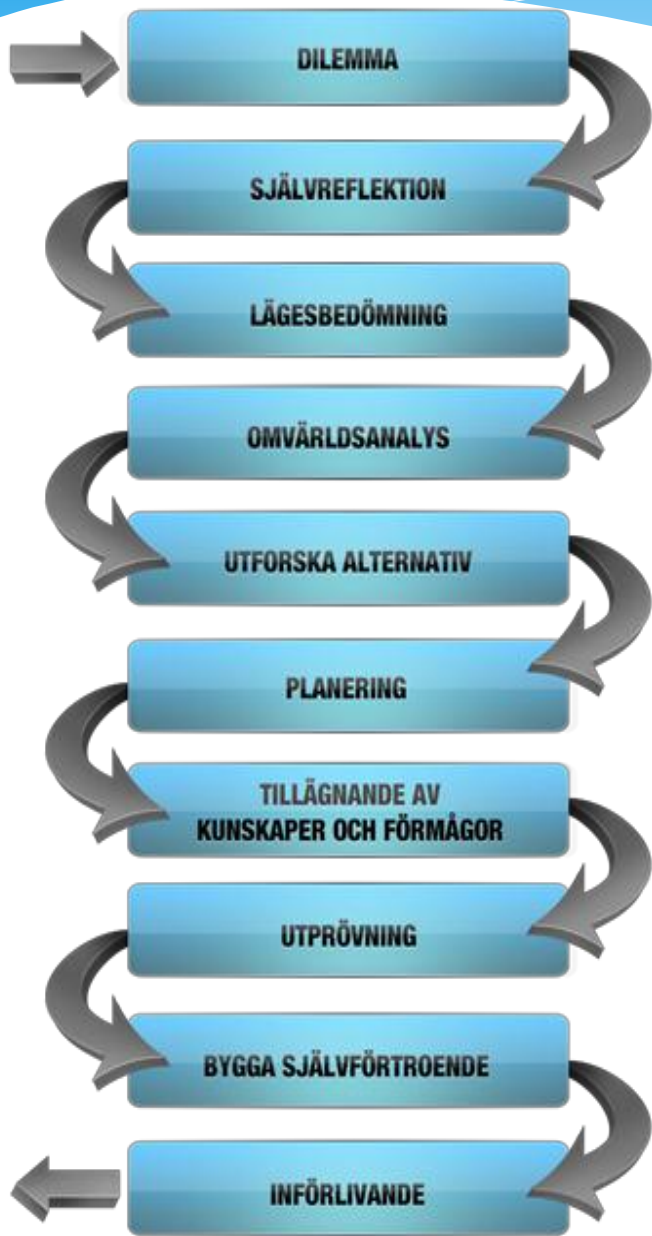 DILEMMA
SJÄLVREFLEKTION
LÄGESBEDÖMNING
OMVÄRLDSANALYS
UTFORSKA ALTERNATIV
PLANERING
TILLÄGNANDE AV
KUNSKAPER OCH FÖRMÅGOR
UTPRÖVNING
BYGGA SJÄLVFÖRTROENDE
INFÖRLIVANDE